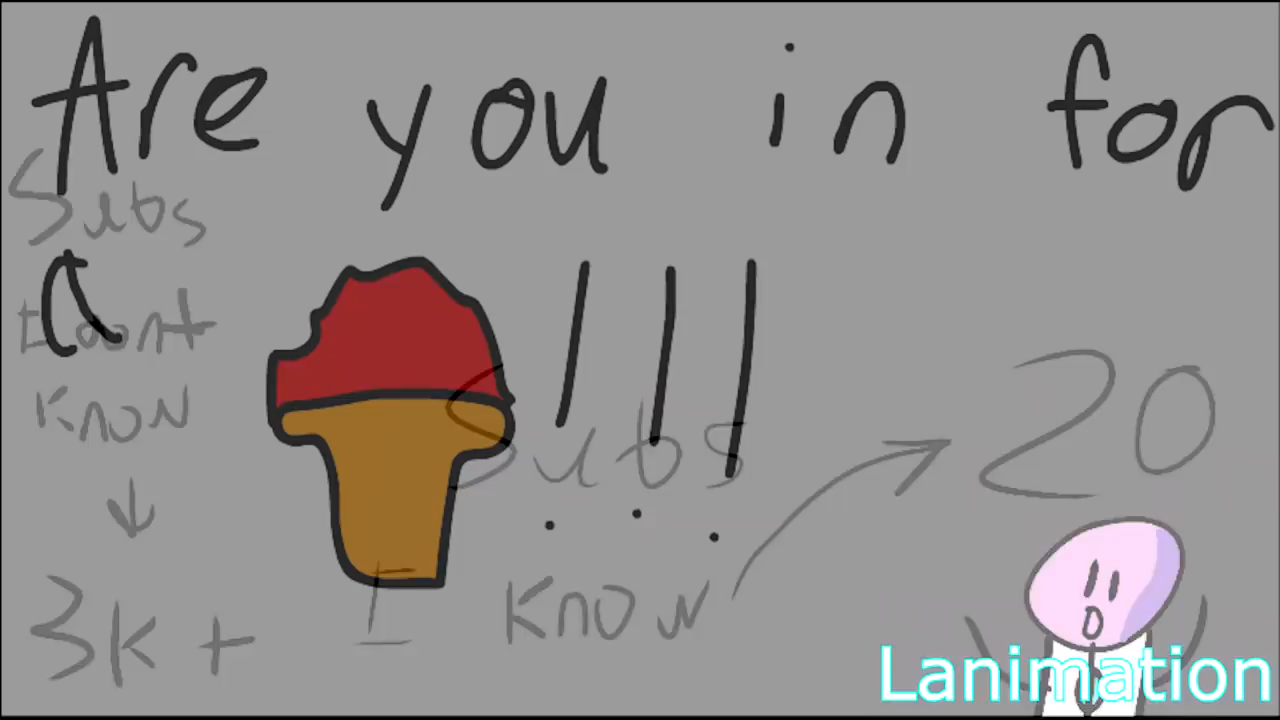 Are you in for
a !!!
Subs
I don't
know
3k +
Subs
I know
20
Lanimation